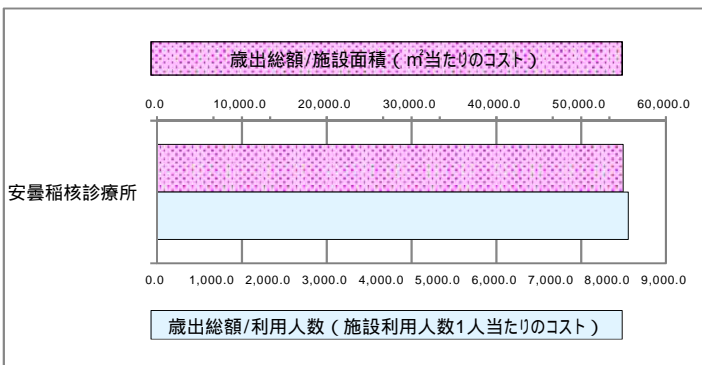 歳出総額/施設面積（㎡当たりのコスト）
0.0 10,000.0 20,000.0 30,000.0 40,000.0 50,000.0 60,000.0
安曇稲核診療所
0.0 1,000.0 2,000.0 3,000.0 4,000.0 5,000.0 6,000.0 7,000.0 8,000.0 9,000.0
歳出総額/利用人数（施設利用人数1人当たりのコスト）